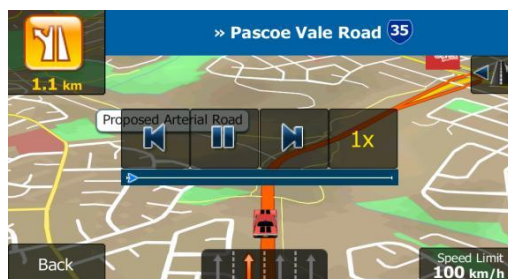 » Pascoe Vale Road 35
1.1 km
Proposed Arterial Road
1x
Back
Speed Limit
100 km/h